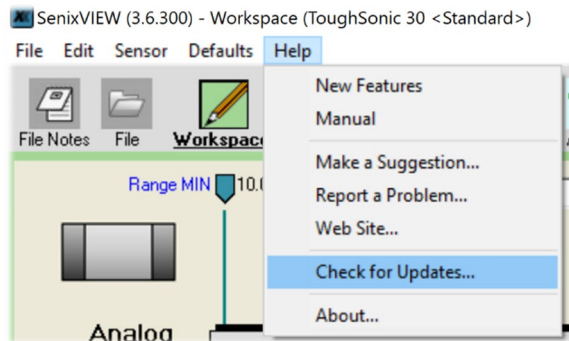 SenixVIEW (3.6.300) - Workspace (ToughSonic 30 <Standard>)
File Edit Sensor Defaults Help
New Features
Manual
File Notes File
Make a Suggestion...
Report a Problem...
Range MIN
Web Site...
Check for Updates...
About...
Analog